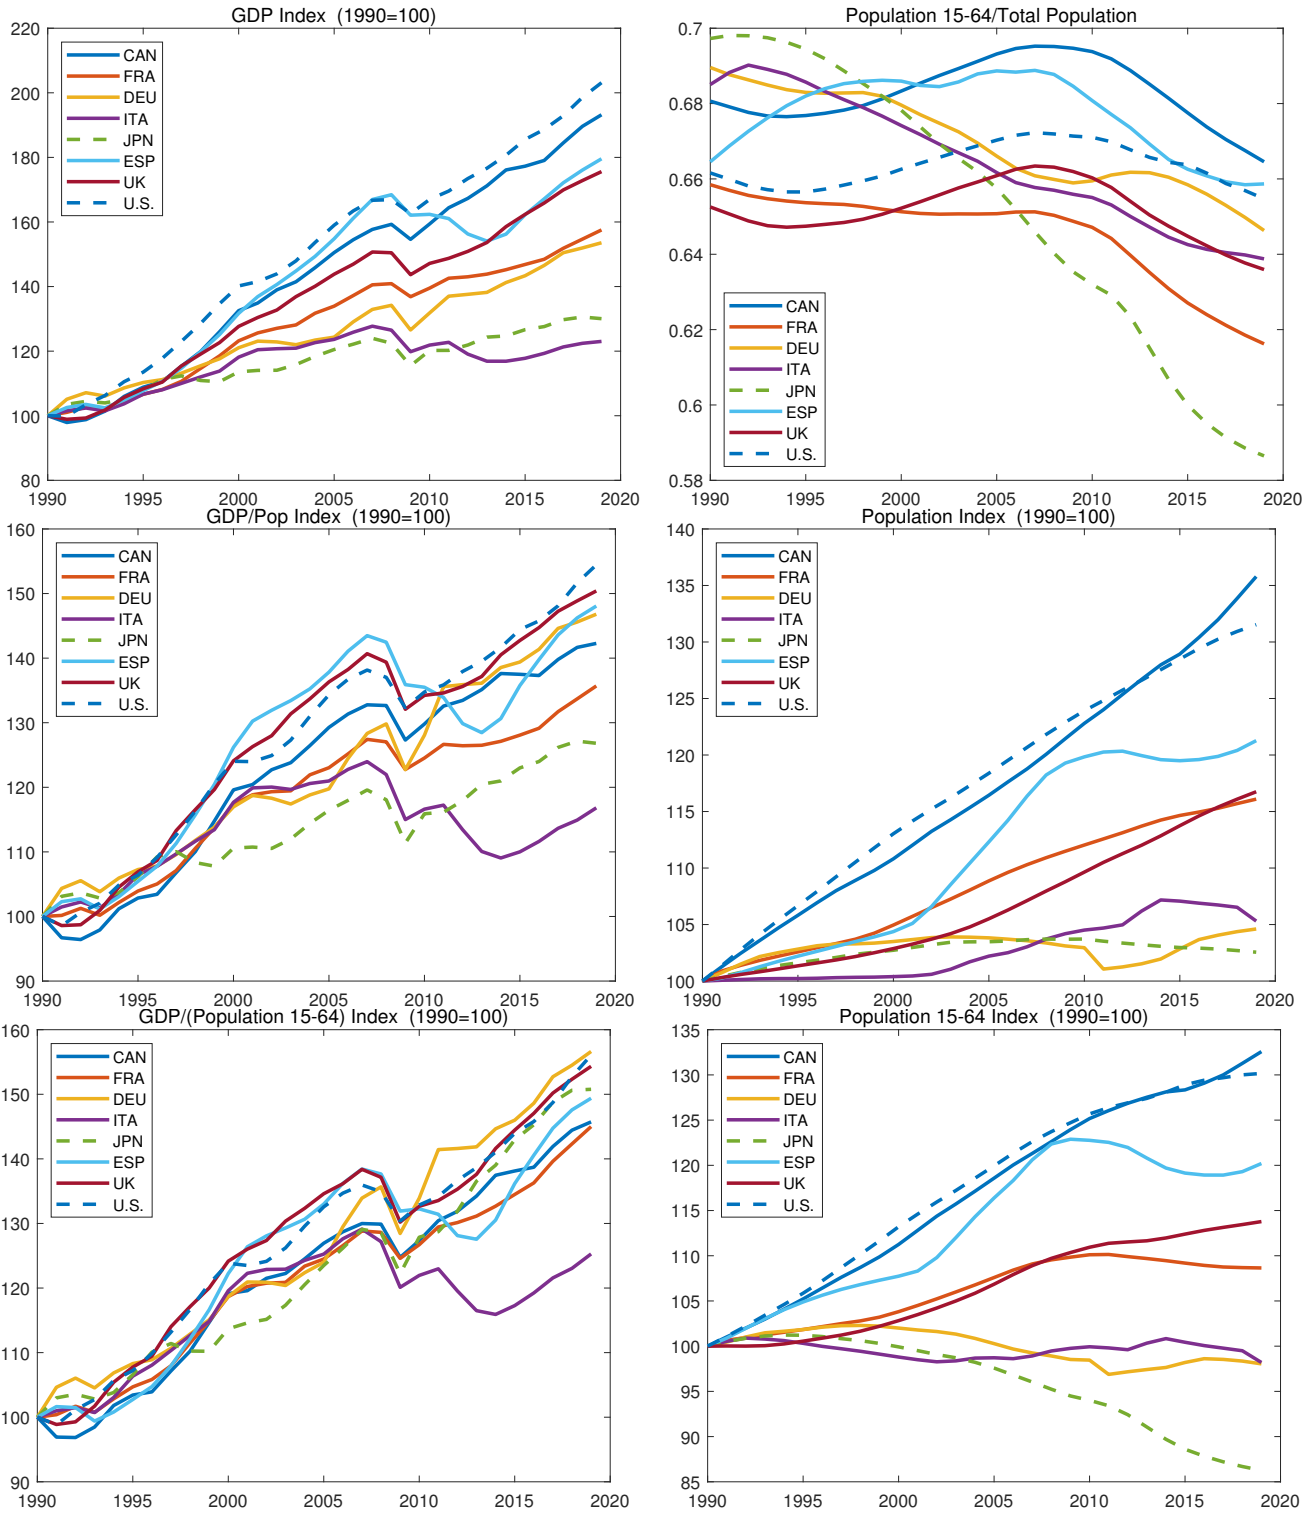 GDP Index (1990=100)
220
200
180
160
140
120
100
80
CAN
FRA
DEU
ITA
JPN
ESP
UK
U.S.
1990 1995 2000 2005 2010 2015 2020
Population 15-64/Total Population
0.7
0.68
0.66
0.64
0.62
0.6
0.58
CAN
FRA
DEU
ITA
JPN
ESP
UK
U.S.
1990 1995 2000 2005 2010 2015 2020
GDP/Pop Index (1990=100)
160
150
140
130
120
110
100
90
CAN
FRA
DEU
ITA
JPN
ESP
UK
U.S.
1990 1995 2000 2005 2010 2015 2020
Population Index (1990=100)
140
135
130
125
120
115
110
105
100
CAN
FRA
DEU
ITA
JPN
ESP
UK
U.S.
1990 1995 2000 2005 2010 2015 2020
GDP/(Population 15-64) Index (1990=100)
160
150
140
130
120
110
100
90
CAN
FRA
DEU
ITA
JPN
ESP
UK
U.S.
1990 1995 2000 2005 2010 2015 2020
Population 15-64 Index (1990=100)
135
130
125
120
115
110
105
100
95
90
85
CAN
FRA
DEU
ITA
JPN
ESP
UK
U.S.
1990 1995 2000 2005 2010 2015 2020